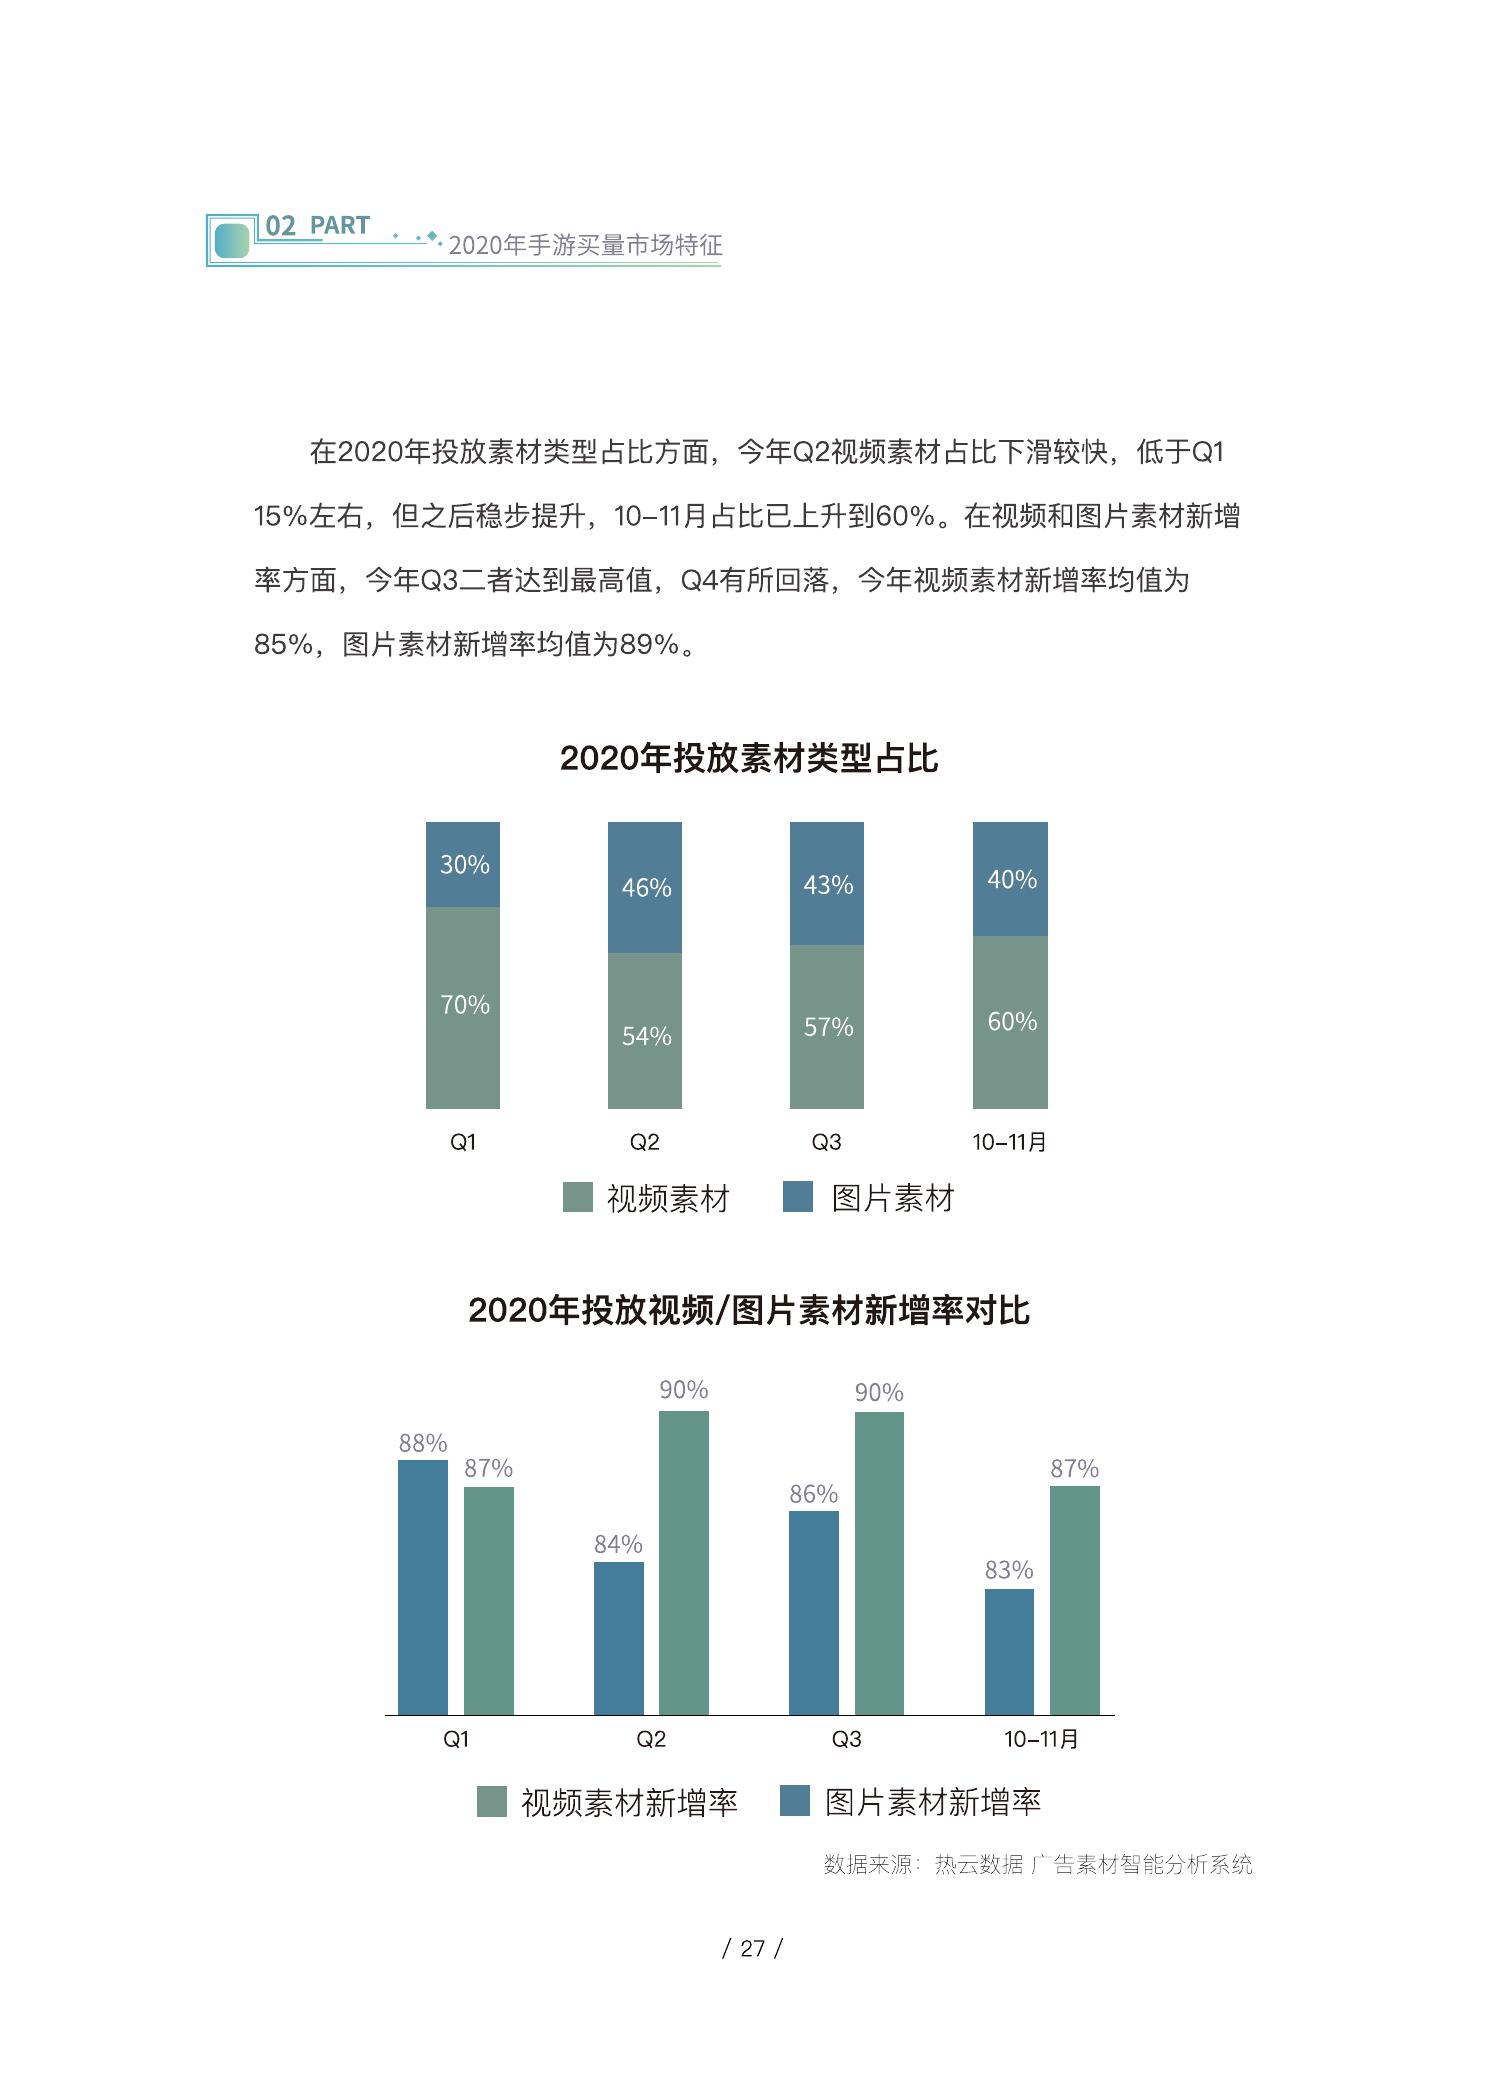 02 PART
2020年手游买量市场特征
在2020年投放素材类型占比方面，今年Q2视频素材占比下滑较快，低于Q1
15%左右，但之后稳步提升，10–11月占比已上升到60%。在视频和图片素材新增
率方面，今年Q3二者达到最高值，Q4有所回落，今年视频素材新增率均值为
85%，图片素材新增率均值为89%。
2020年投放素材类型占比
30% 46% 43% 40%
70% 54% 57% 60%
Q1 Q2 Q3 10–11月
视频素材 图片素材
2020年投放视频/图片素材新增率对比
88% 87% 84% 90% 86% 90% 83% 87%
Q1 Q2 Q3 10–11月
视频素材新增率 图片素材新增率
数据来源：热云数据 广告素材智能分析系统
/ 27 /